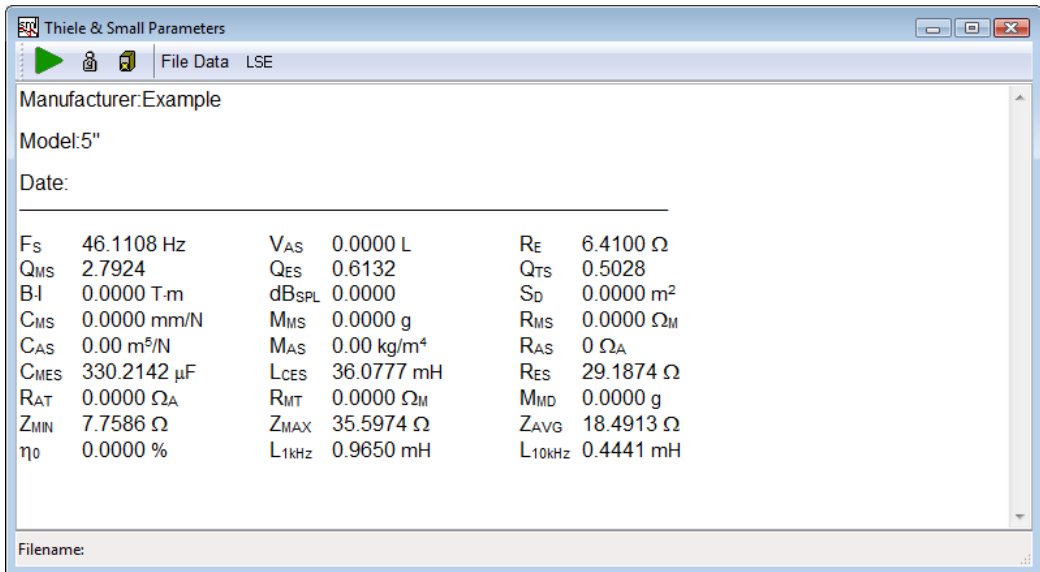 Thiele & Small Parameters
File Data LSE
Manufacturer:Example
Model:5"
Date:
FS 46.1108 Hz VAS 0.0000 L RE 6.4100 Ω
QMS 2.7924 QES 0.6132 QTS 0.5028
B·l 0.0000 T·m dBSPL 0.0000 SD 0.0000 m²
CMS 0.0000 mm/N MMS 0.0000 g RMS 0.0000 ΩM
CAS 0.00 m⁵/N MAS 0.00 kg/m⁴ RAS 0 ΩA
CMES 330.2142 µF LCES 36.0777 mH RES 29.1874 Ω
RAT 0.0000 ΩA RMT 0.0000 ΩM MMD 0.0000 g
ZMIN 7.7586 Ω ZMAX 35.5974 Ω ZAVG 18.4913 Ω
η0 0.0000 % L1kHz 0.9650 mH L10kHz 0.4441 mH
Filename: